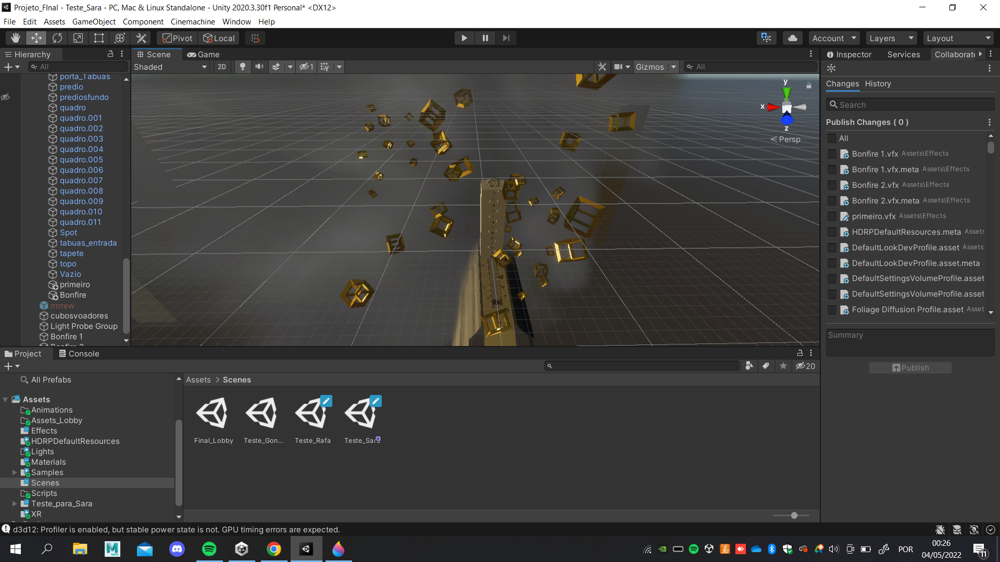 Projeto_FInal - Teste_Sara - PC, Mac & Linux Standalone - Unity 2020.3.30f1 Personal* <DX12>
File Edit Assets GameObject Component Cinemachine Window Help
Pivot Local Account Layers Layout
Hierarchy
All
porta_Tabuas
predio
prediosfundo
quadro
quadro.001
quadro.002
quadro.003
quadro.004
quadro.005
quadro.006
quadro.007
quadro.008
quadro.009
quadro.010
quadro.011
Spot
tabuas_entrada
tapete
topo
Vazio
primeiro
Bonfire
rrrrrew
cubosvoadores
Light Probe Group
Bonfire 1
Scene Game
Shaded 2D 1 Gizmos All
y
x
z
< Persp
Inspector Services Collaborate
Changes History
Search
Publish Changes ( 0 )
All
Bonfire 1.vfx Assets\Effects
Bonfire 1.vfx.meta Assets\Effects
Bonfire 2.vfx Assets\Effects
Bonfire 2.vfx.meta Assets\Effects
primeiro.vfx Assets\Effects
HDRPDefaultResources.meta Assets
DefaultLookDevProfile.asset Assets
DefaultLookDevProfile.asset.meta
DefaultSettingsVolumeProfile.asset
DefaultSettingsVolumeProfile.asset
Foliage Diffusion Profile.asset Asset
Summary
Publish
Project Console
20
All Prefabs
Assets
Animations
Assets_Lobby
Effects
HDRPDefaultResources
Lights
Materials
Samples
Scenes
Scripts
Teste_para_Sara
XR
Assets > Scenes
Final_Lobby Teste_Gon... Teste_Rafa Teste_Sara
d3d12: Profiler is enabled, but stable power state is not. GPU timing errors are expected.
POR
00:26
04/05/2022
11